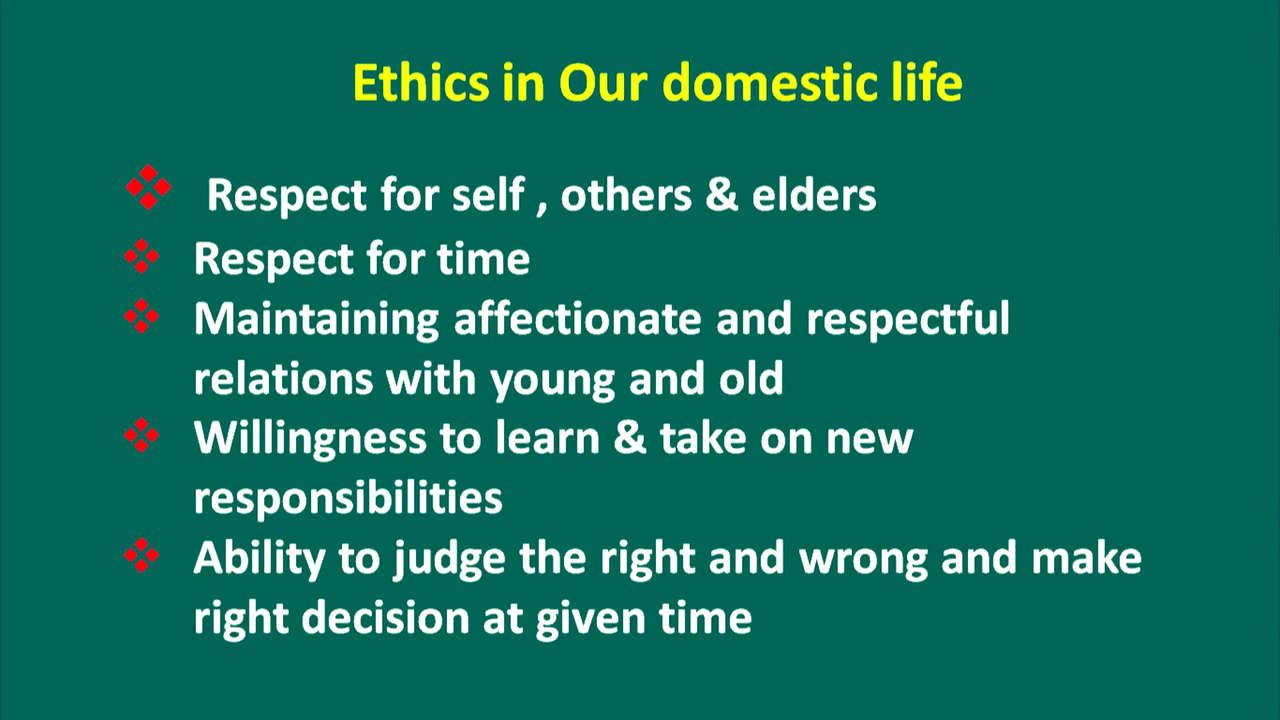 Ethics in Our domestic life
❖ Respect for self , others & elders
❖ Respect for time
❖ Maintaining affectionate and respectful
relations with young and old
❖ Willingness to learn & take on new
responsibilities
❖ Ability to judge the right and wrong and make
right decision at given time